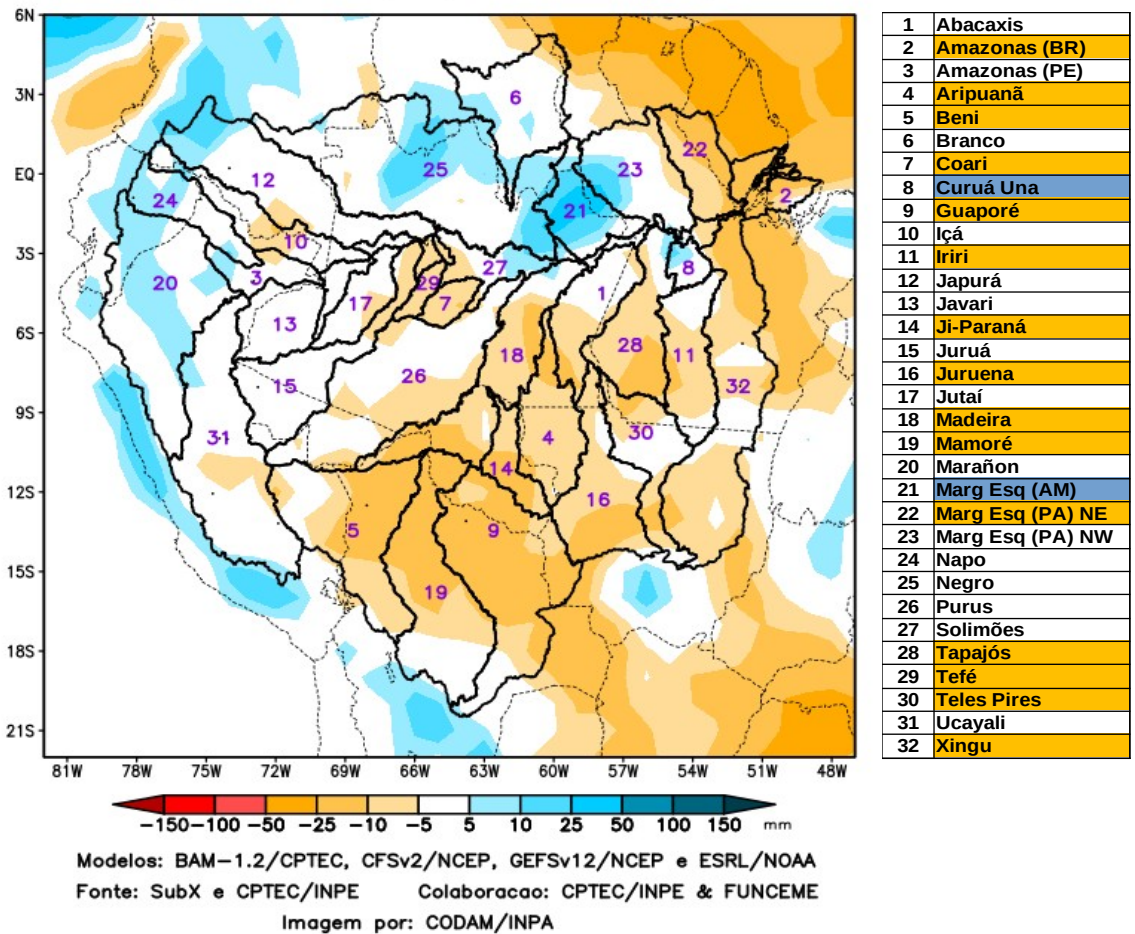 6N
3N
EQ
3S
6S
9S
12S
15S
18S
21S
81W 78W 75W 72W 69W 66W 63W 60W 57W 54W 51W 48W
6
22
25
23
12
2
24
21
10
27
8
3
20
29
7
1
17
13
28
18
11
26
15
32
31
4
30
14
16
5
9
19
-150 -100 -50 -25 -10 -5 5 10 25 50 100 150 mm
Modelos: BAM-1.2/CPTEC, CFSv2/NCEP, GEFSv12/NCEP e ESRL/NOAA
Fonte: SubX e CPTEC/INPE Colaboracao: CPTEC/INPE & FUNCEME
Imagem por: CODAM/INPA
1 Abacaxis
2 Amazonas (BR)
3 Amazonas (PE)
4 Aripuanã
5 Beni
6 Branco
7 Coari
8 Curuá Una
9 Guaporé
10 Içá
11 Iriri
12 Japurá
13 Javari
14 Ji-Paraná
15 Juruá
16 Juruena
17 Jutaí
18 Madeira
19 Mamoré
20 Marañon
21 Marg Esq (AM)
22 Marg Esq (PA) NE
23 Marg Esq (PA) NW
24 Napo
25 Negro
26 Purus
27 Solimões
28 Tapajós
29 Tefé
30 Teles Pires
31 Ucayali
32 Xingu